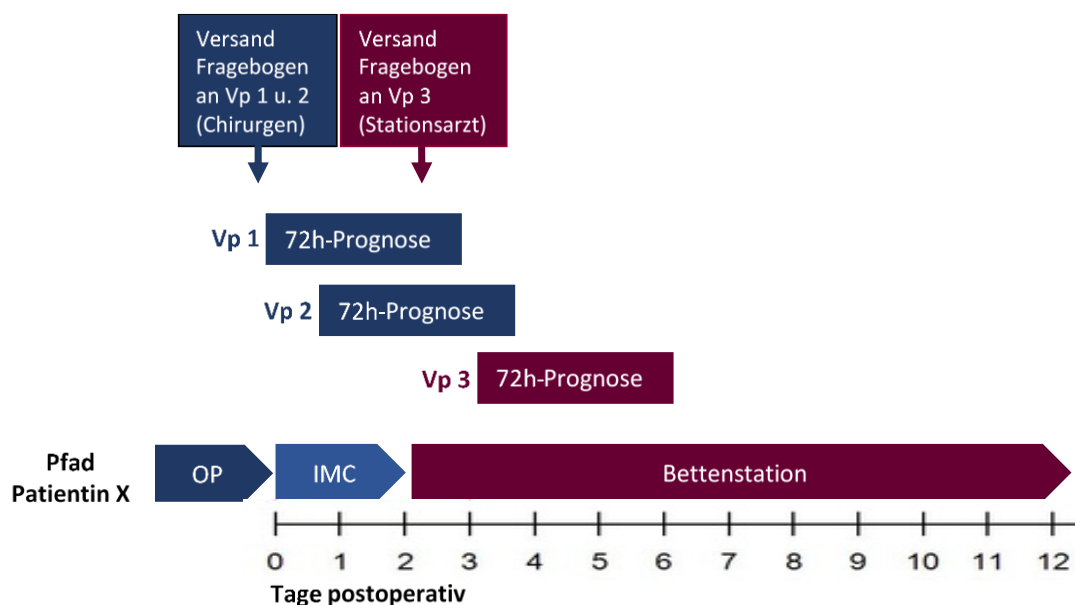 Versand
Fragebogen
an Vp 1 u. 2
(Chirurgen)
Versand
Fragebogen
an Vp 3
(Stationsarzt)
Vp 1
72h-Prognose
Vp 2
72h-Prognose
Vp 3
72h-Prognose
Pfad
Patientin X
OP
IMC
Bettenstation
0 1 2 3 4 5 6 7 8 9 10 11 12
Tage postoperativ